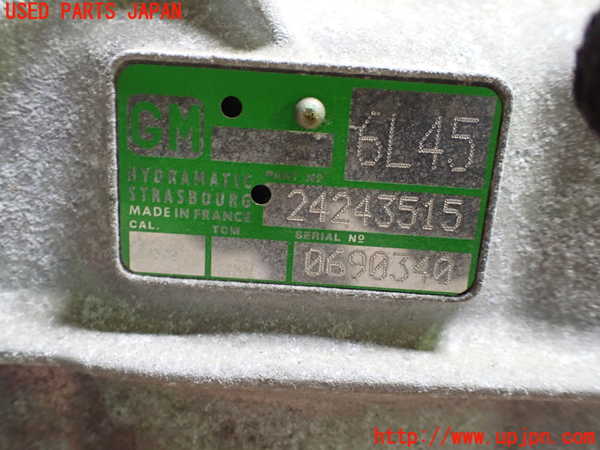 USED PARTS JAPAN
GM
6L45
PART NO
HYDRAMATIC
STRASBOURG
24243515
MADE IN FRANCE
CAL. TCM SERIAL Nº
0690340
http://www.upjpn.com